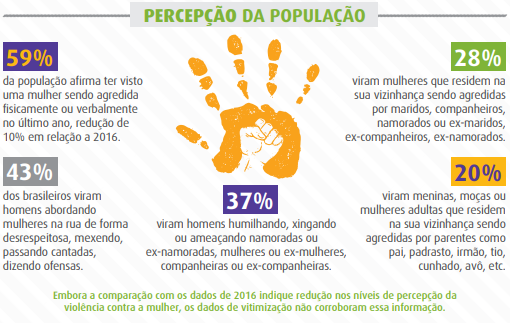 PERCEPÇÃO DA POPULAÇÃO
59%
da população afirma ter visto
uma mulher sendo agredida
fisicamente ou verbalmente
no último ano, redução de
10% em relação a 2016.
28%
viram mulheres que residem na
sua vizinhança sendo agredidas
por maridos, companheiros,
namorados ou ex-maridos,
ex-companheiros, ex-namorados.
43%
dos brasileiros viram
homens abordando
mulheres na rua de forma
desrespeitosa, mexendo,
passando cantadas,
dizendo ofensas.
37%
viram homens humilhando, xingando
ou ameaçando namoradas ou
ex-namoradas, mulheres ou ex-mulheres,
companheiras ou ex-companheiras.
20%
viram meninas, moças ou
mulheres adultas que residem
na sua vizinhança sendo
agredidas por parentes como
pai, padrasto, irmão, tio,
cunhado, avô, etc.
Embora a comparação com os dados de 2016 indique redução nos níveis de percepção da
violência contra a mulher, os dados de vitimização não corroboram essa informação.